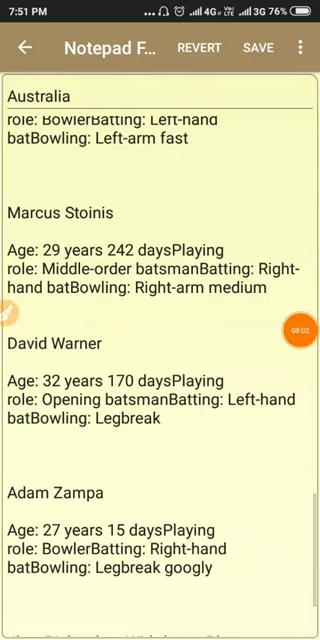 7:51 PM ... 4G VoLTE 3G 76%
Notepad F... REVERT SAVE
Australia
role: BowlerBatting: Left-hand
batBowling: Left-arm fast
Marcus Stoinis
Age: 29 years 242 daysPlaying
role: Middle-order batsmanBatting: Right-
hand batBowling: Right-arm medium
08:02
David Warner
Age: 32 years 170 daysPlaying
role: Opening batsmanBatting: Left-hand
batBowling: Legbreak
Adam Zampa
Age: 27 years 15 daysPlaying
role: BowlerBatting: Right-hand
batBowling: Legbreak googly